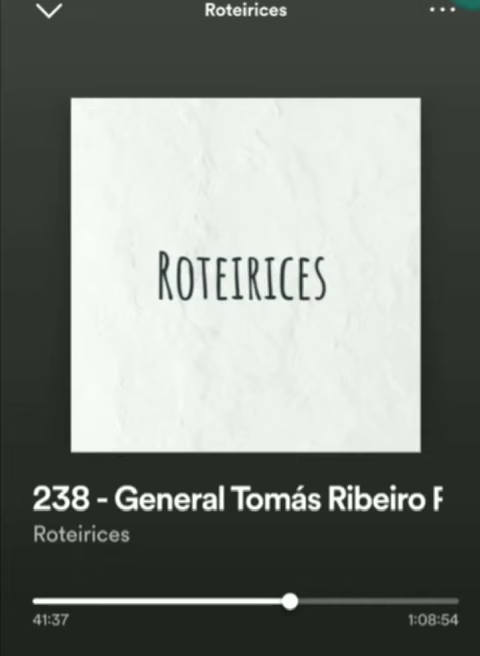 Roteirices
ROTEIRICES
238 - General Tomás Ribeiro
Roteirices
41:37
1:08:54